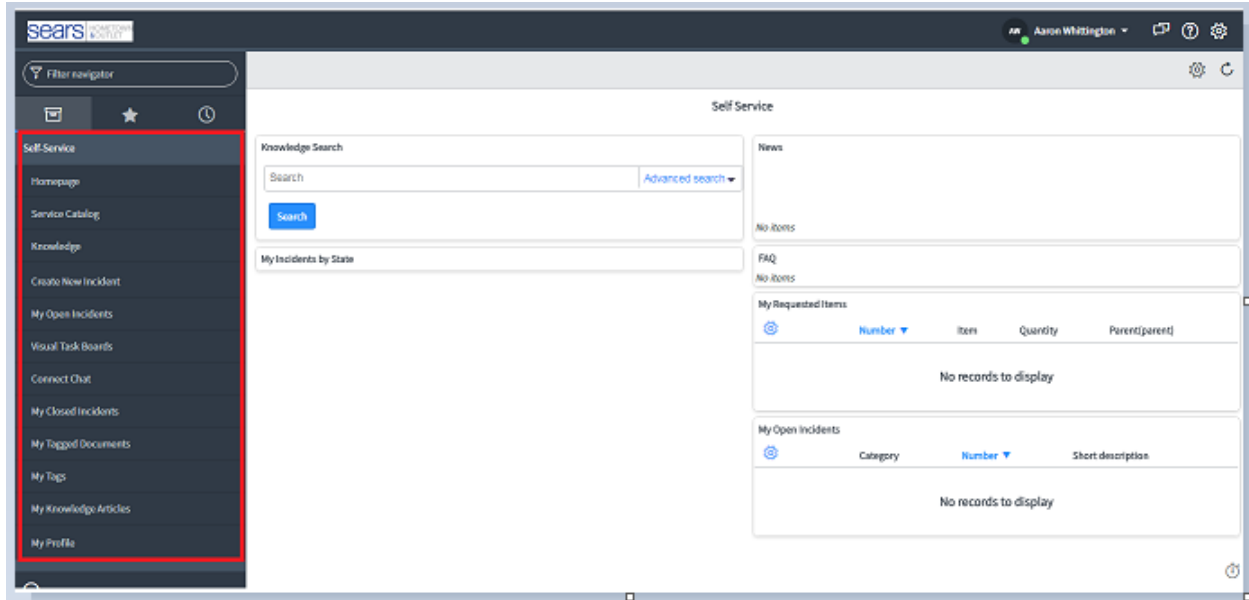 sears HOMETOWN
& OUTLET
AW Aaron Whittington
Filter navigator
Self Service
Self-Service
Homepage
Service Catalog
Knowledge
Create New Incident
My Open Incidents
Visual Task Boards
Connect Chat
My Closed Incidents
My Tagged Documents
My Tags
My Knowledge Articles
My Profile
Knowledge Search
Search Advanced search
Search
My Incidents by State
News
No items
FAQ
No items
My Requested Items
Number Item Quantity Parent(parent)
No records to display
My Open Incidents
Category Number Short description
No records to display